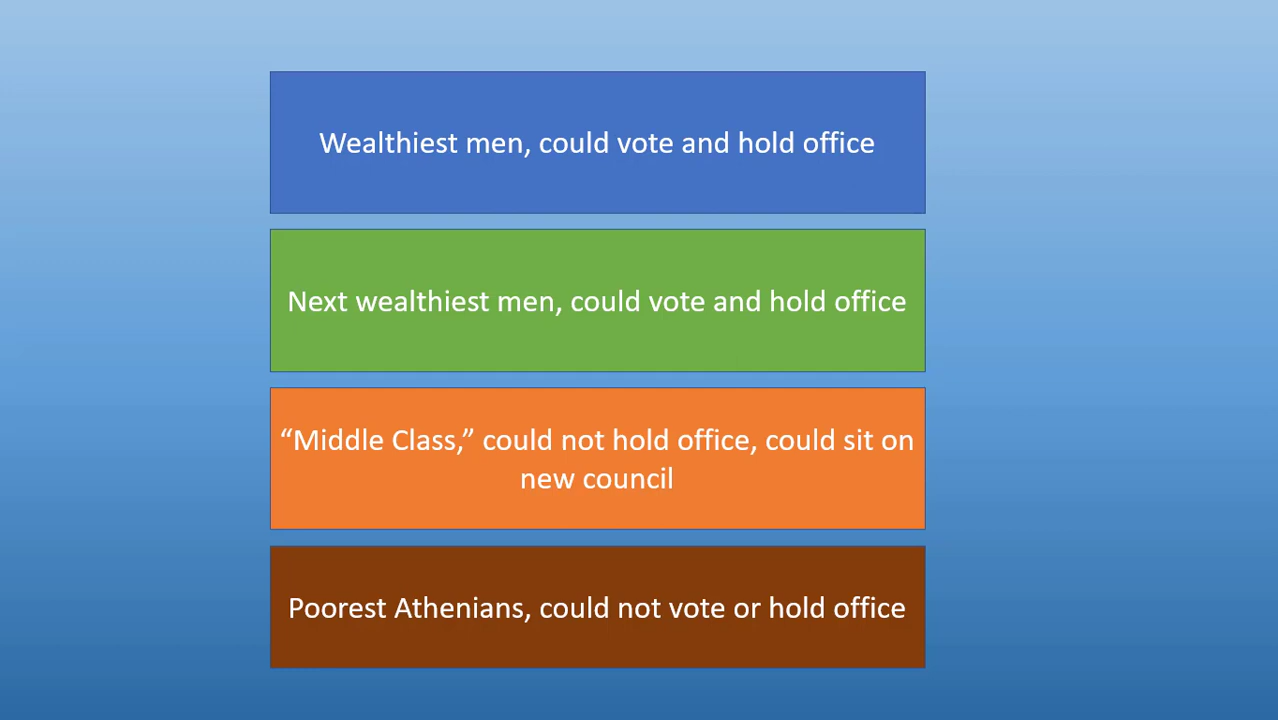 Wealthiest men, could vote and hold office
Next wealthiest men, could vote and hold office
“Middle Class,” could not hold office, could sit on
new council
Poorest Athenians, could not vote or hold office